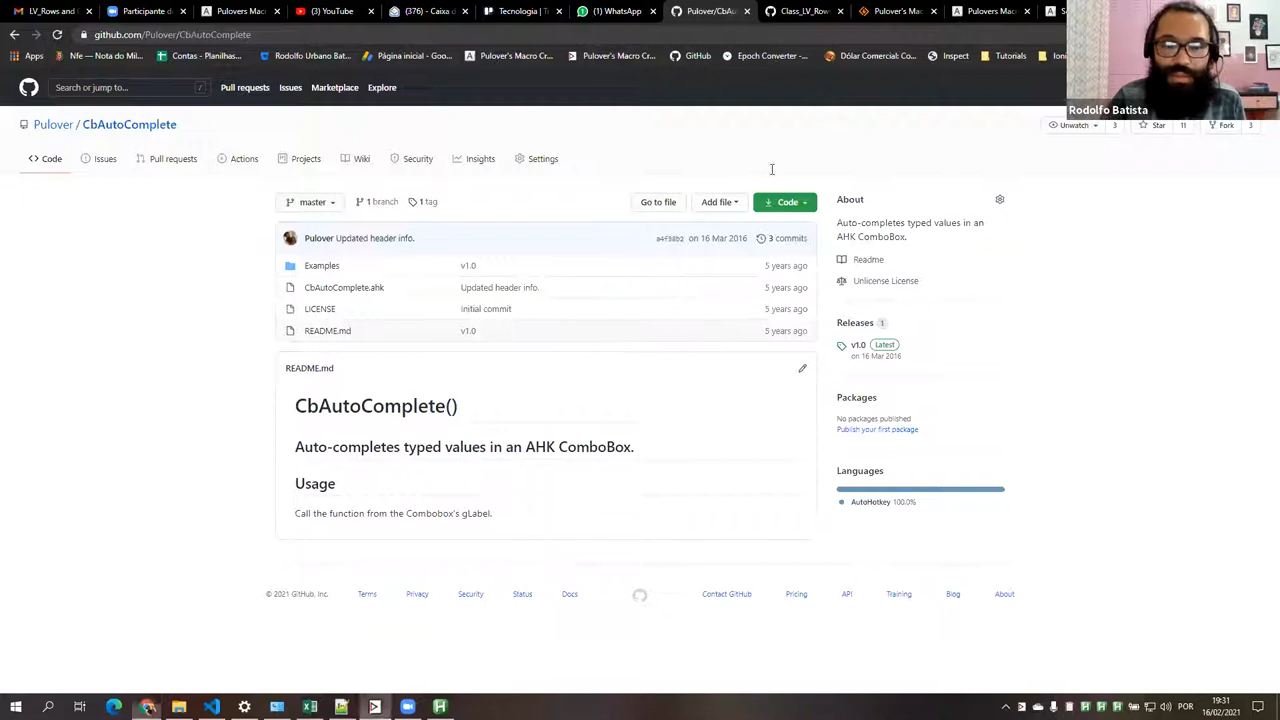 LV_Rows and E
Participante d
Pulovers Mac
(3) YouTube
(376) - Caixa d
Tecnologia | T
(1) WhatsApp
Pulover/CbAu
Class_LV_Row
Pulover's Mac
Pulovers Mac
github.com/Pulover/CbAutoComplete
Apps
Nfe — Nota do Mil...
Contas - Planilhas...
Rodolfo Urbano Bat...
Página inicial - Goo...
Pulover's Macro Cr...
Pulover's Macro Cr...
GitHub
Epoch Converter -...
Dólar Comercial: Co...
Inspect
Tutorials
Search or jump to...
/
Pull requests
Issues
Marketplace
Explore
Rodolfo Batista
Pulover / CbAutoComplete
Unwatch
3
Star
11
Fork
3
Code
Issues
Pull requests
Actions
Projects
Wiki
Security
Insights
Settings
master
1 branch
1 tag
Go to file
Add file
Code
About
Auto-completes typed values in an
AHK ComboBox.
Readme
Unlicense License
Pulover Updated header info.
a4f98b2 on 16 Mar 2016
3 commits
Examples
v1.0
5 years ago
CbAutoComplete.ahk
Updated header info.
5 years ago
LICENSE
Initial commit
5 years ago
README.md
v1.0
5 years ago
Releases 1
v1.0 Latest
on 16 Mar 2016
README.md
CbAutoComplete()
Auto-completes typed values in an AHK ComboBox.
Usage
Call the function from the Combobox's gLabel.
Packages
No packages published
Publish your first package
Languages
AutoHotkey 100.0%
© 2021 GitHub, Inc.
Terms
Privacy
Security
Status
Docs
Contact GitHub
Pricing
API
Training
Blog
About
POR
19:31
16/02/2021